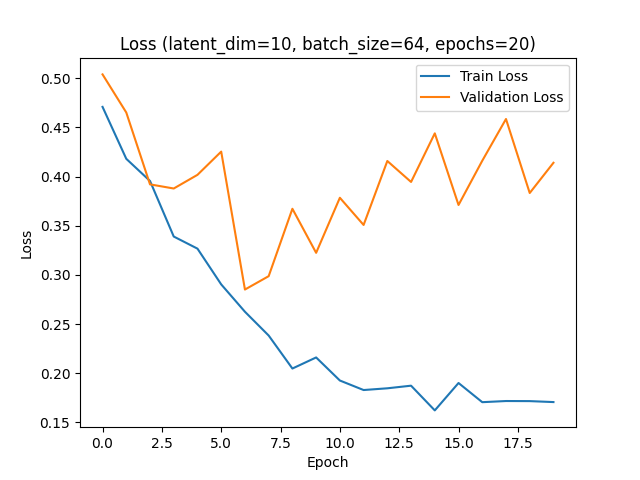 Loss (latent_dim=10, batch_size=64, epochs=20)
Train Loss
Validation Loss
0.50
0.45
0.40
0.35
0.30
0.25
0.20
0.15
Loss
0.0 2.5 5.0 7.5 10.0 12.5 15.0 17.5
Epoch